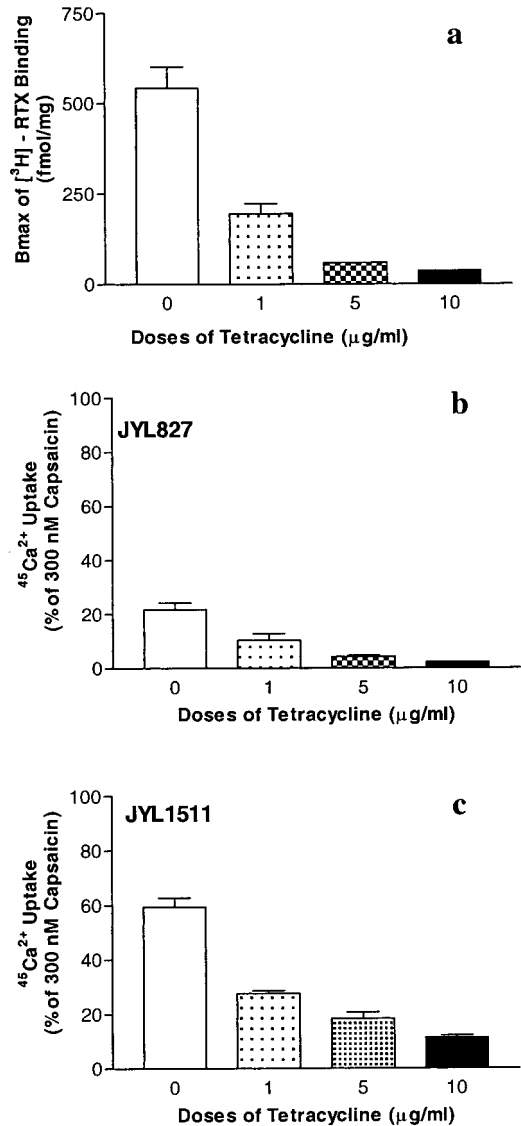 a
Bmax of [³H] - RTX Binding
(fmol/mg)
750
500
250
0
0 1 5 10
Doses of Tetracycline (μg/ml)
b
JYL827
⁴⁵Ca²⁺ Uptake
(% of 300 nM Capsaicin)
100
80
60
40
20
0
0 1 5 10
Doses of Tetracycline (μg/ml)
c
JYL1511
⁴⁵Ca²⁺ Uptake
(% of 300 nM Capsaicin)
100
80
60
40
20
0
0 1 5 10
Doses of Tetracycline (μg/ml)